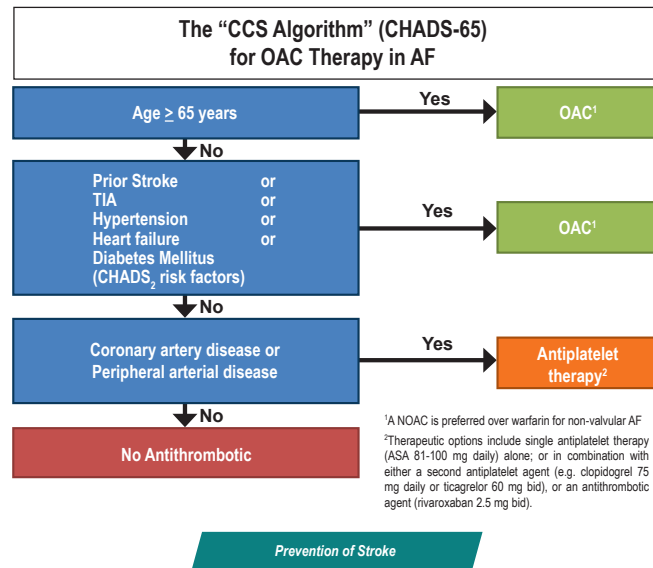 The “CCS Algorithm” (CHADS-65)
for OAC Therapy in AF
Age ≥ 65 years
Yes
OAC¹
No
Prior Stroke or
TIA or
Hypertension or
Heart failure or
Diabetes Mellitus
(CHADS₂ risk factors)
Yes
OAC¹
No
Coronary artery disease or
Peripheral arterial disease
Yes
Antiplatelet
therapy²
No
No Antithrombotic
¹A NOAC is preferred over warfarin for non-valvular AF
²Therapeutic options include single antiplatelet therapy
(ASA 81-100 mg daily) alone; or in combination with
either a second antiplatelet agent (e.g. clopidogrel 75
mg daily or ticagrelor 60 mg bid), or an antithrombotic
agent (rivaroxaban 2.5 mg bid).
Prevention of Stroke